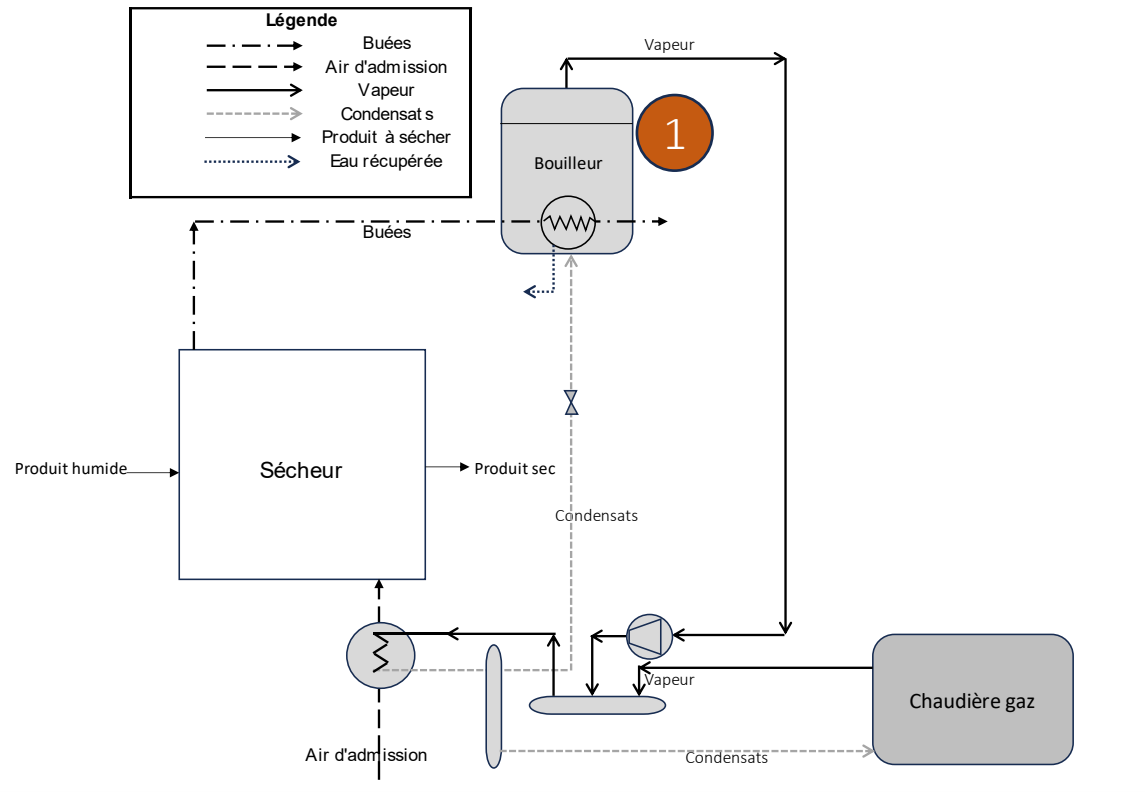 Légende
Buées
Air d'admission
Vapeur
Condensats
Produit à sécher
Eau récupérée
Vapeur
1
Bouilleur
Buées
Produit humide
Sécheur
Produit sec
Condensats
Vapeur
Chaudière gaz
Air d'admission
Condensats